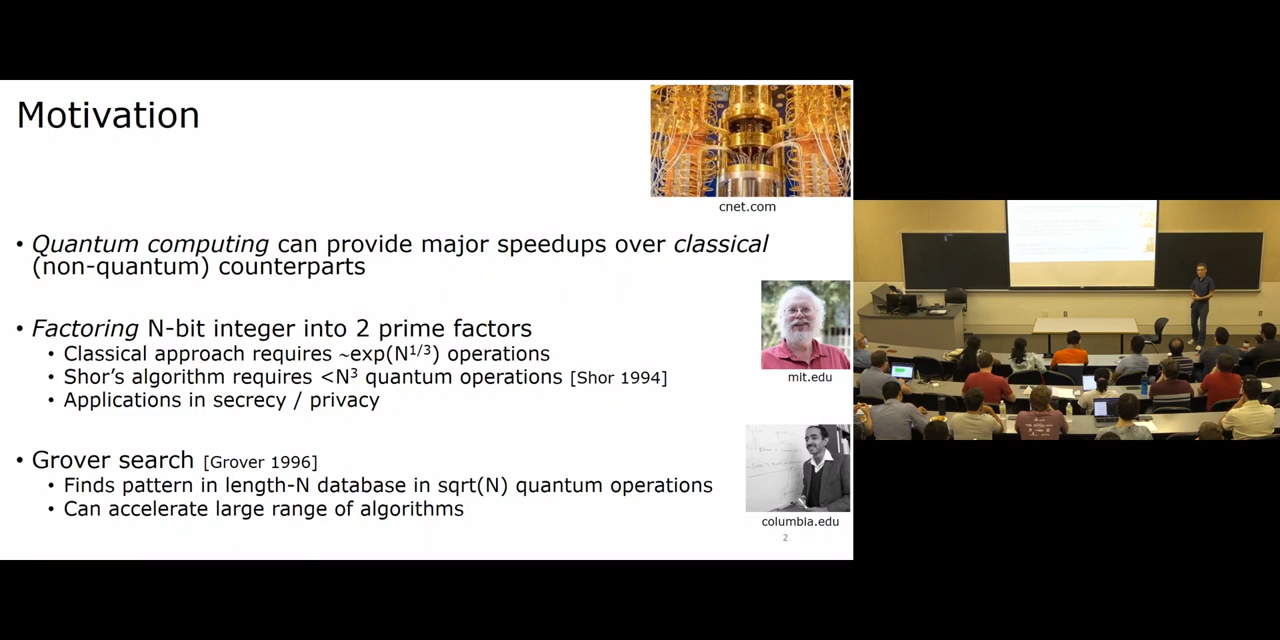 Motivation
cnet.com
• Quantum computing can provide major speedups over classical
(non-quantum) counterparts
• Factoring N-bit integer into 2 prime factors
• Classical approach requires ~exp(N^1/3) operations
• Shor's algorithm requires <N^3 quantum operations [Shor 1994]
• Applications in secrecy / privacy
mit.edu
• Grover search [Grover 1996]
• Finds pattern in length-N database in sqrt(N) quantum operations
• Can accelerate large range of algorithms
columbia.edu
2